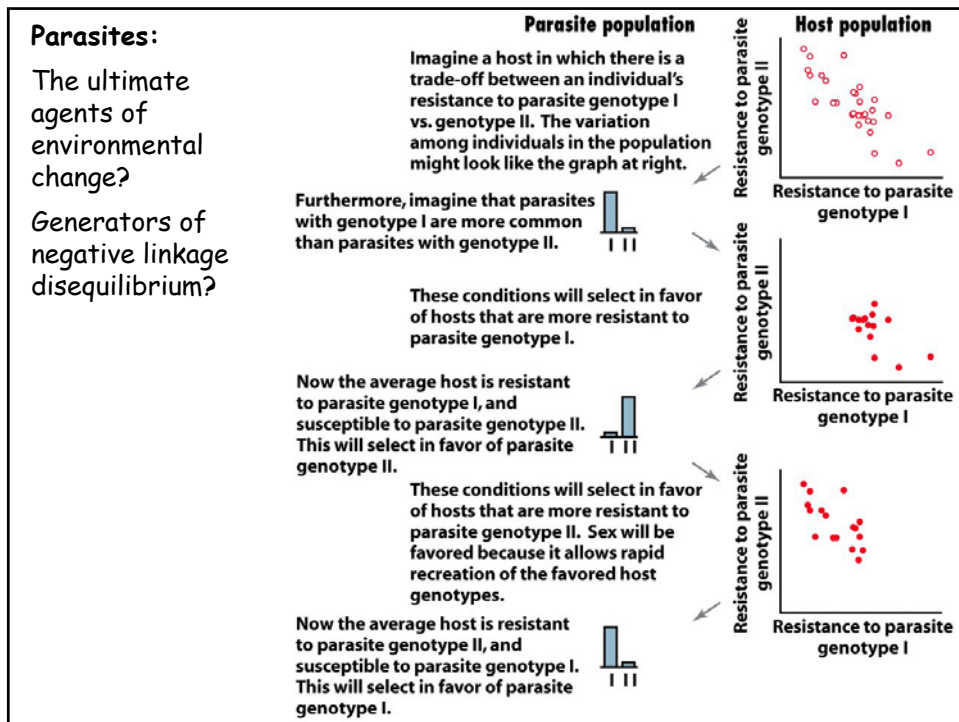 Parasites:
The ultimate
agents of
environmental
change?
Generators of
negative linkage
disequilibrium?
Parasite population
Host population
Imagine a host in which there is a
trade-off between an individual's
resistance to parasite genotype I
vs. genotype II. The variation
among individuals in the population
might look like the graph at right.
Resistance to parasite
genotype II
Resistance to parasite
genotype I
Furthermore, imagine that parasites
with genotype I are more common
than parasites with genotype II.
I II
These conditions will select in favor
of hosts that are more resistant to
parasite genotype I.
Resistance to parasite
genotype II
Resistance to parasite
genotype I
Now the average host is resistant
to parasite genotype I, and
susceptible to parasite genotype II.
This will select in favor of parasite
genotype II.
I II
These conditions will select in favor
of hosts that are more resistant to
parasite genotype II. Sex will be
favored because it allows rapid
recreation of the favored host
genotypes.
Resistance to parasite
genotype II
Resistance to parasite
genotype I
Now the average host is resistant
to parasite genotype II, and
susceptible to parasite genotype I.
This will select in favor of parasite
genotype I.
I II